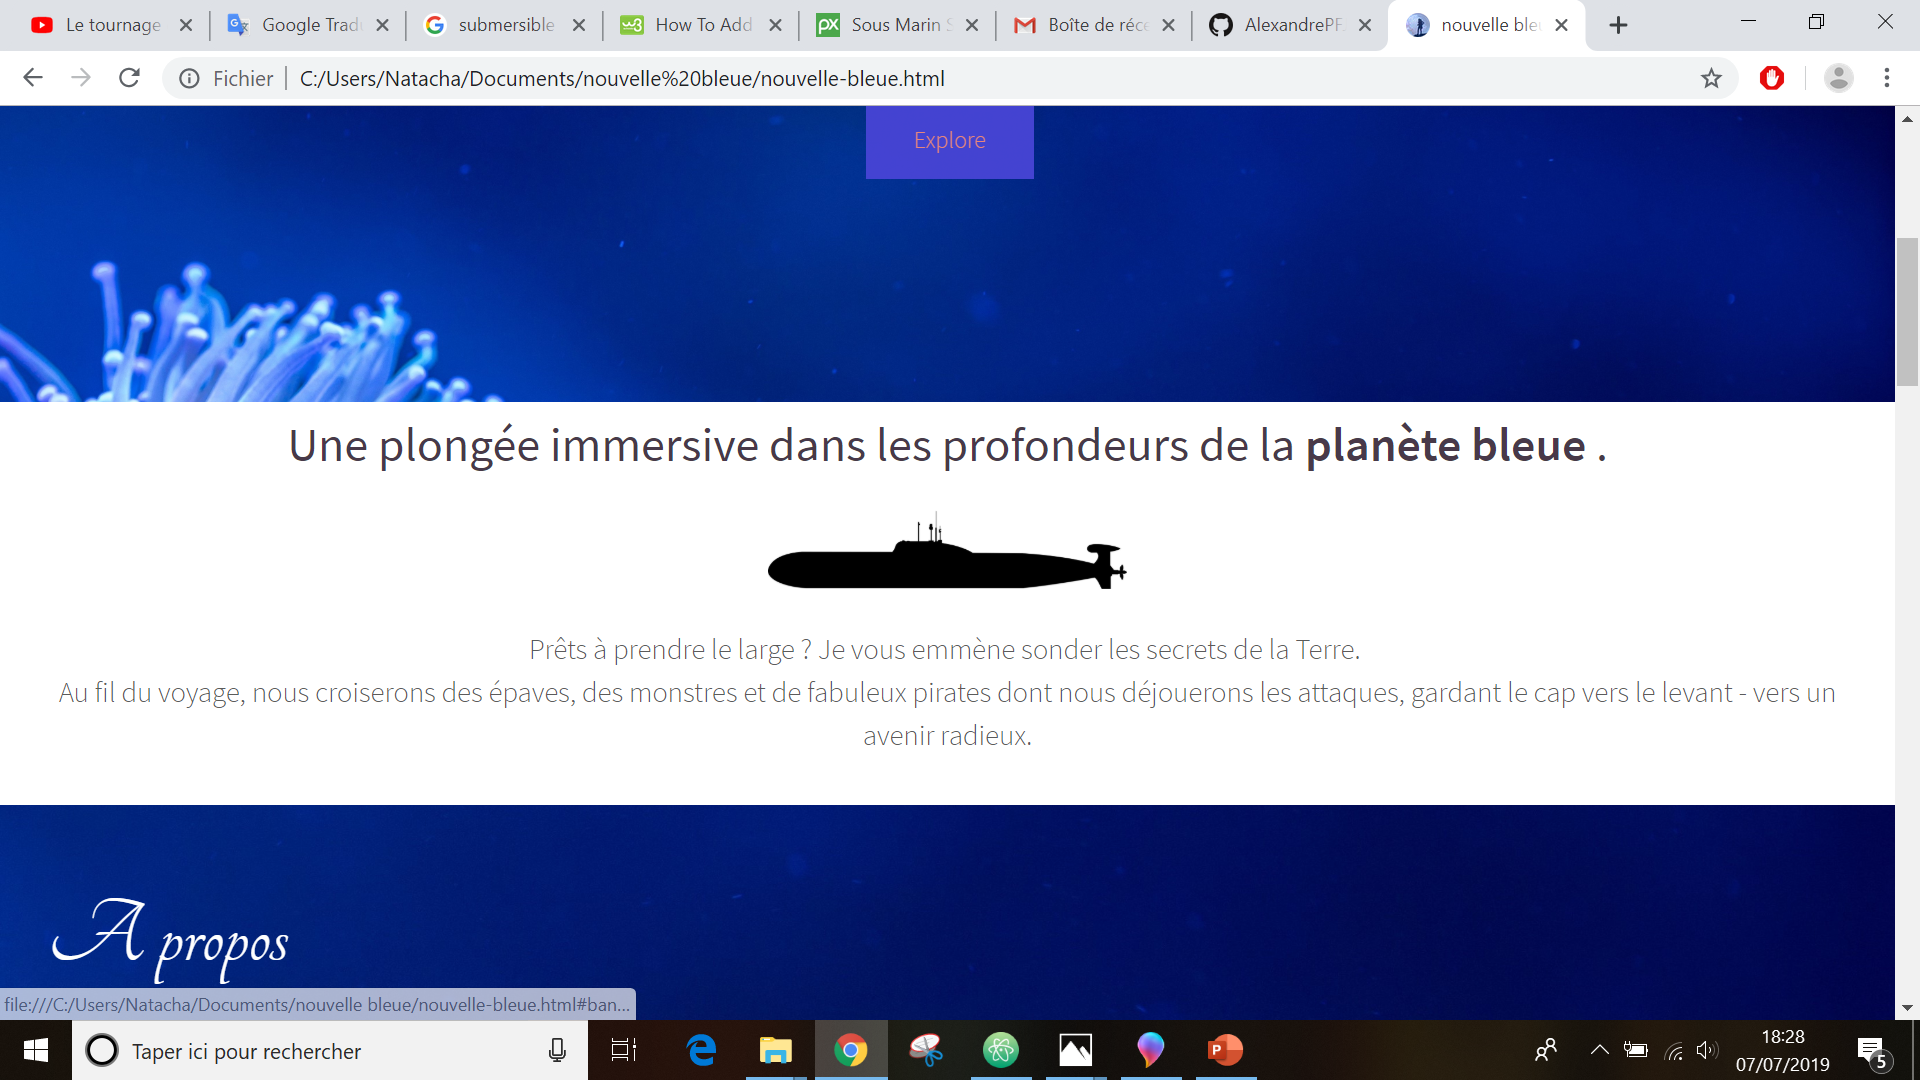 Le tournage
Google Trad
submersible
How To Add
Sous Marin S
Boîte de réce
AlexandrePF
nouvelle ble
Fichier
C:/Users/Natacha/Documents/nouvelle%20bleue/nouvelle-bleue.html
Explore
Une plongée immersive dans les profondeurs de la planète bleue .
Prêts à prendre le large ? Je vous emmène sonder les secrets de la Terre.
Au fil du voyage, nous croiserons des épaves, des monstres et de fabuleux pirates dont nous déjouerons les attaques, gardant le cap vers le levant - vers un
avenir radieux.
A propos
file:///C:/Users/Natacha/Documents/nouvelle bleue/nouvelle-bleue.html#ban...
Taper ici pour rechercher
18:28
07/07/2019
5